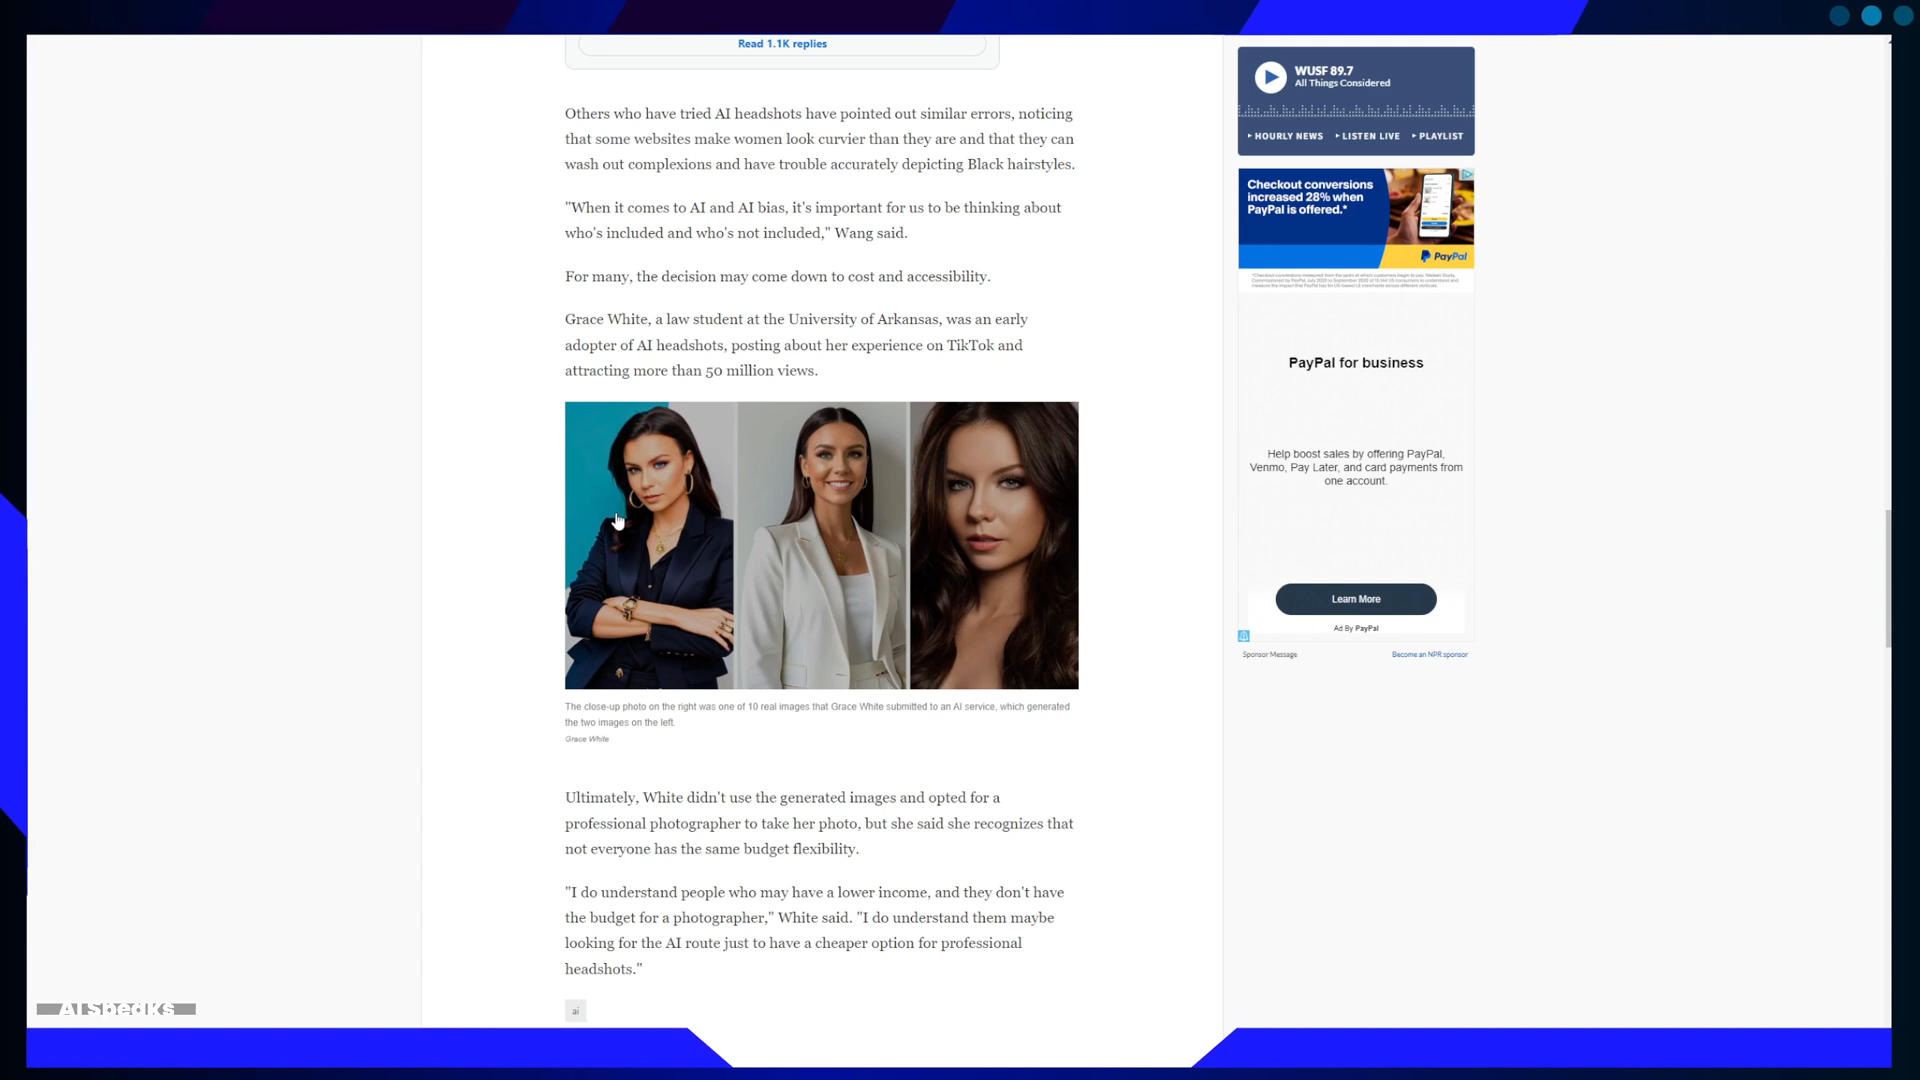 Read 1.1K replies
Others who have tried AI headshots have pointed out similar errors, noticing
that some websites make women look curvier than they are and that they can
wash out complexions and have trouble accurately depicting Black hairstyles.
"When it comes to AI and AI bias, it's important for us to be thinking about
who's included and who's not included," Wang said.
For many, the decision may come down to cost and accessibility.
Grace White, a law student at the University of Arkansas, was an early
adopter of AI headshots, posting about her experience on TikTok and
attracting more than 50 million views.
The close-up photo on the right was one of 10 real images that Grace White submitted to an AI service, which generated
the two images on the left.
Grace White
Ultimately, White didn't use the generated images and opted for a
professional photographer to take her photo, but she said she recognizes that
not everyone has the same budget flexibility.
"I do understand people who may have a lower income, and they don't have
the budget for a photographer," White said. "I do understand them maybe
looking for the AI route just to have a cheaper option for professional
headshots."
ai
WUSF 89.7
All Things Considered
HOURLY NEWS LISTEN LIVE PLAYLIST
Checkout conversions
increased 28% when
PayPal is offered.*
PayPal
PayPal for business
Help boost sales by offering PayPal,
Venmo, Pay Later, and card payments from
one account.
Learn More
Ad By PayPal
Sponsor Message Become an NPR sponsor
AI Speaks